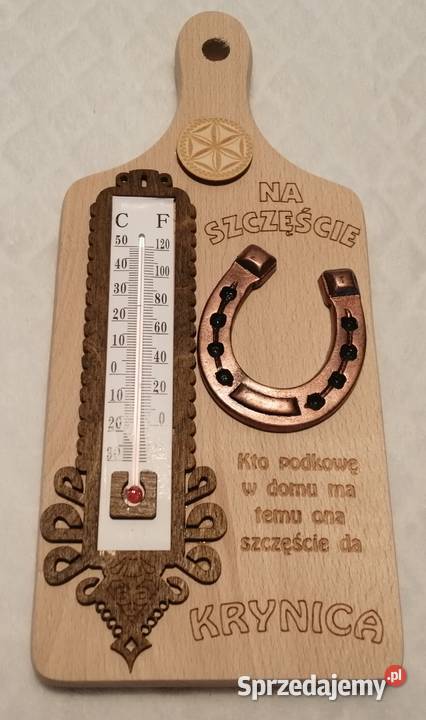 NA
SZCZĘŚCIE
C F
50 120
40 100
30 80
20 60
10 40
0 20
10 0
20
30
Kto podkowę
w domu ma
temu ona
szczęście da
KRYNICA
Sprzedajemy.pl